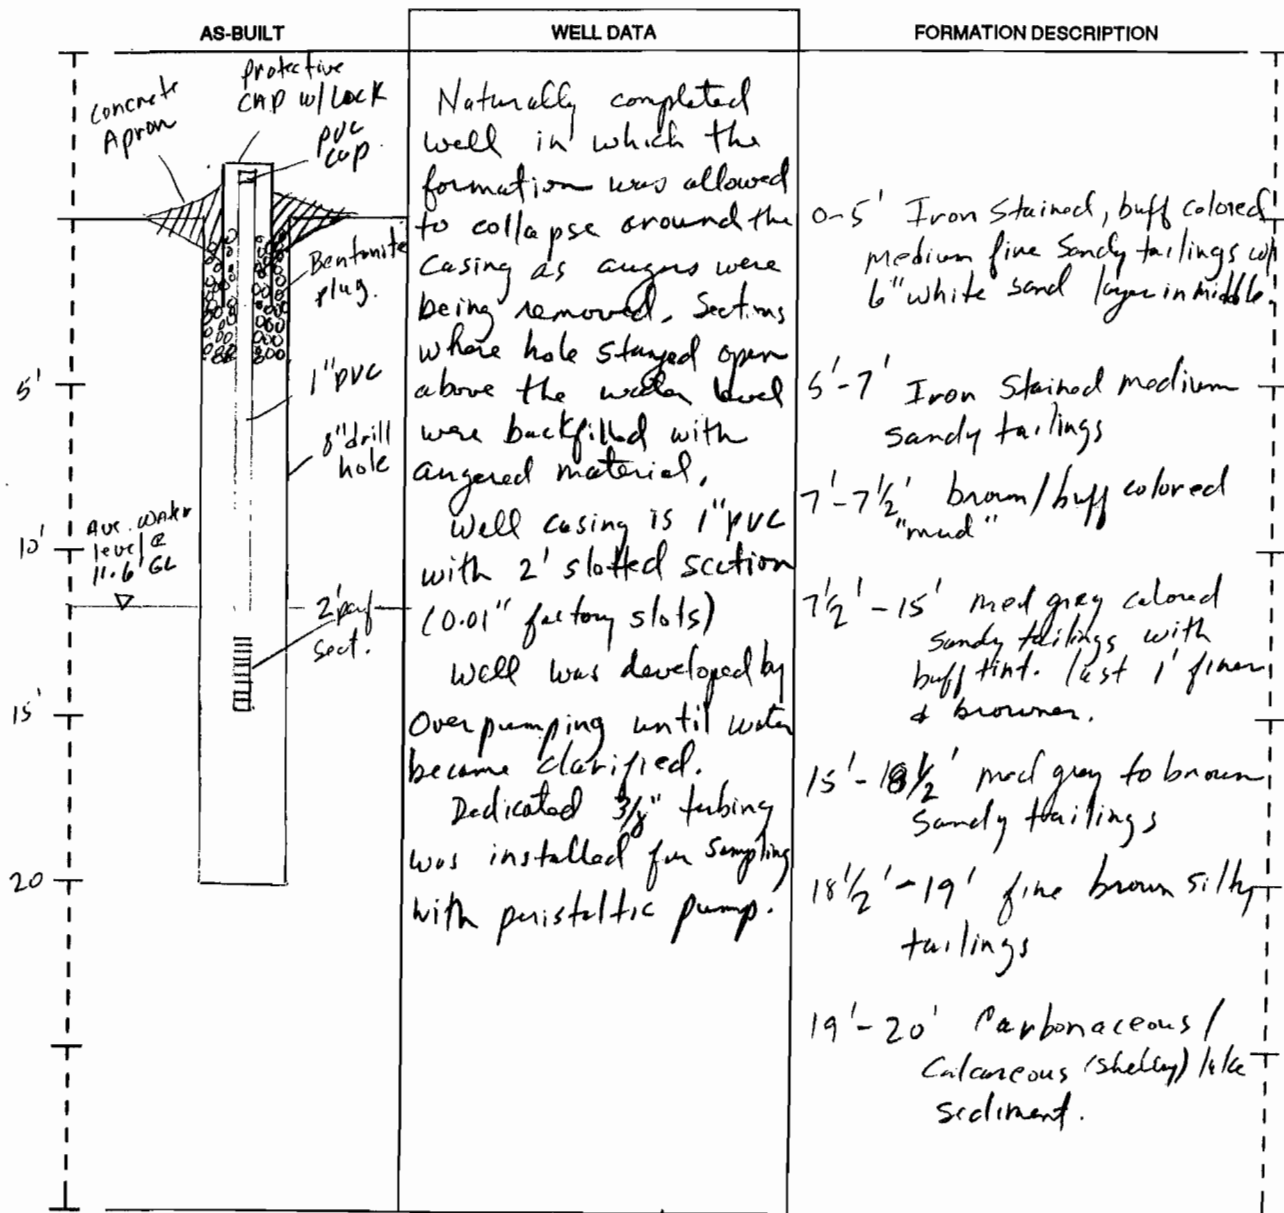 AS-BUILT
WELL DATA
FORMATION DESCRIPTION
Concrete
Apron
protective
CAP w/ Lock
PVC
cap.
Bentonite
plug.
1" PVC
8" drill
hole
Ave. Water
level @
11.6' GL
2' perf
sect.
5'
10'
15'
20
Naturally completed
well in which the
formation was allowed
to collapse around the
casing as augers were
being removed. Sections
where hole stayed open
above the water level
were backfilled with
augered material.
Well casing is 1" PVC
with 2' slotted section
(0.01" factory slots)
Well was developed by
overpumping until water
became clarified.
Dedicated 3/8" tubing
was installed for sampling
with peristaltic pump.
0-5' Iron Stained, buff colored
medium fine sandy tailings w/
6" white sand layer in middle.
5'-7' Iron Stained medium
sandy tailings
7'-7½' brown/buff colored
"mud"
7½'-15' med grey colored
sandy tailings with
buff tint. last 1' finer
& browner.
15'-18½' med grey to brown
sandy tailings
18½'-19' fine brown silty
tailings
19'-20' Carbonaceous/
Calcareous (shelly) like
sediment.